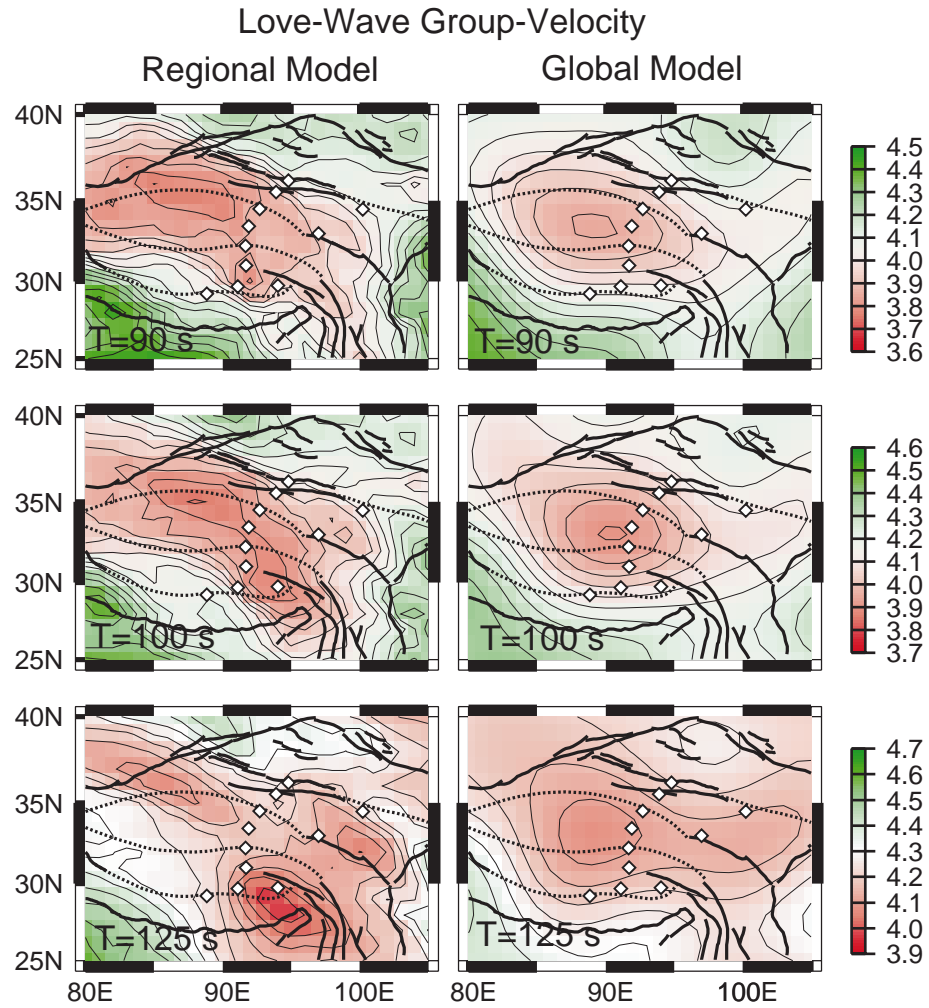 Love-Wave Group-Velocity
Regional Model
Global Model
40N
35N
30N
25N
T=90 s
T=90 s
4.5
4.4
4.3
4.2
4.1
4.0
3.9
3.8
3.7
3.6
40N
35N
30N
25N
T=100 s
T=100 s
4.6
4.5
4.4
4.3
4.2
4.1
4.0
3.9
3.8
3.7
40N
35N
30N
25N
T=125 s
T=125 s
4.7
4.6
4.5
4.4
4.3
4.2
4.1
4.0
3.9
80E
90E
100E
80E
90E
100E